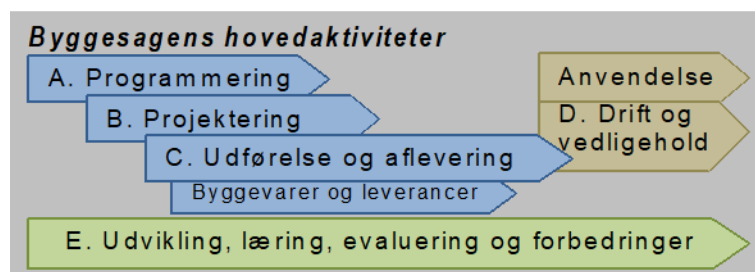 Byggesagens hovedaktiviteter
A. Programmering
B. Projektering
C. Udførelse og aflevering
Byggevarer og leverancer
Anvendelse
D. Drift og
vedligehold
E. Udvikling, læring, evaluering og forbedringer